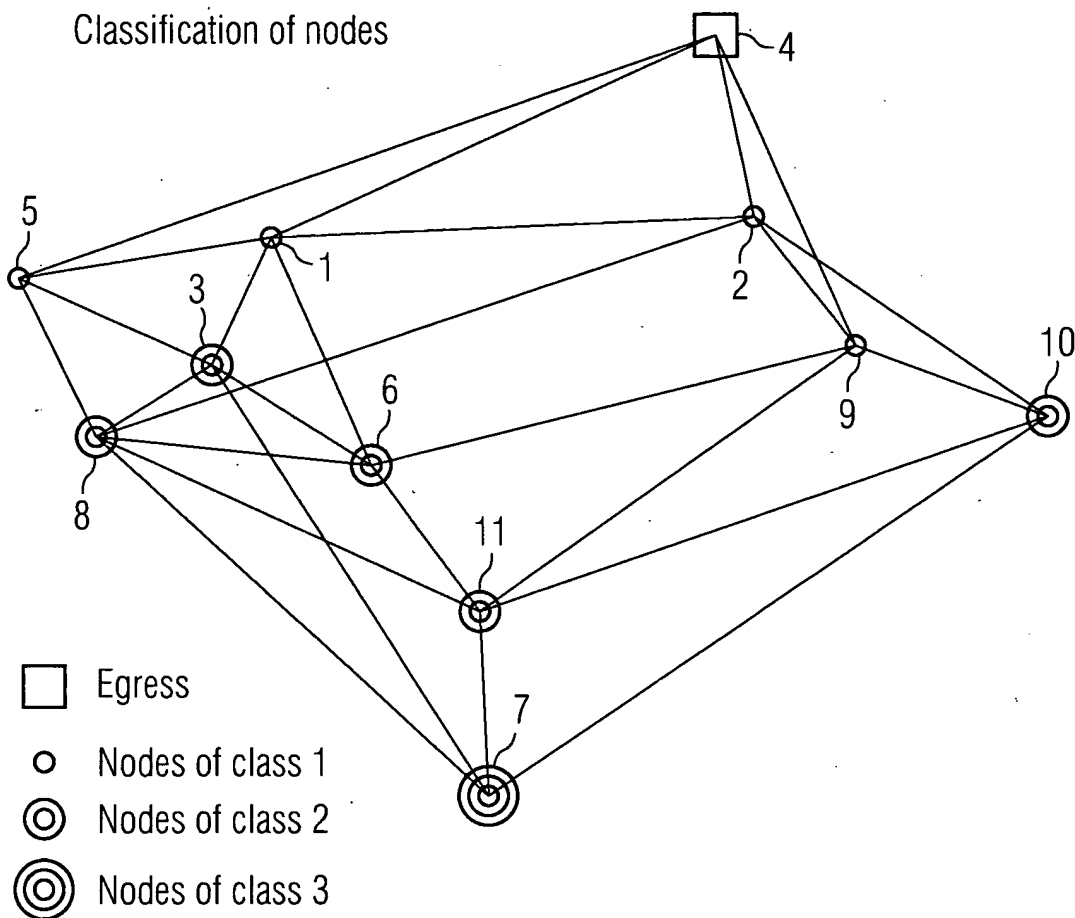 Classification of nodes
4
5
1
2
3
6
9
10
8
11
7
Egress
Nodes of class 1
Nodes of class 2
Nodes of class 3